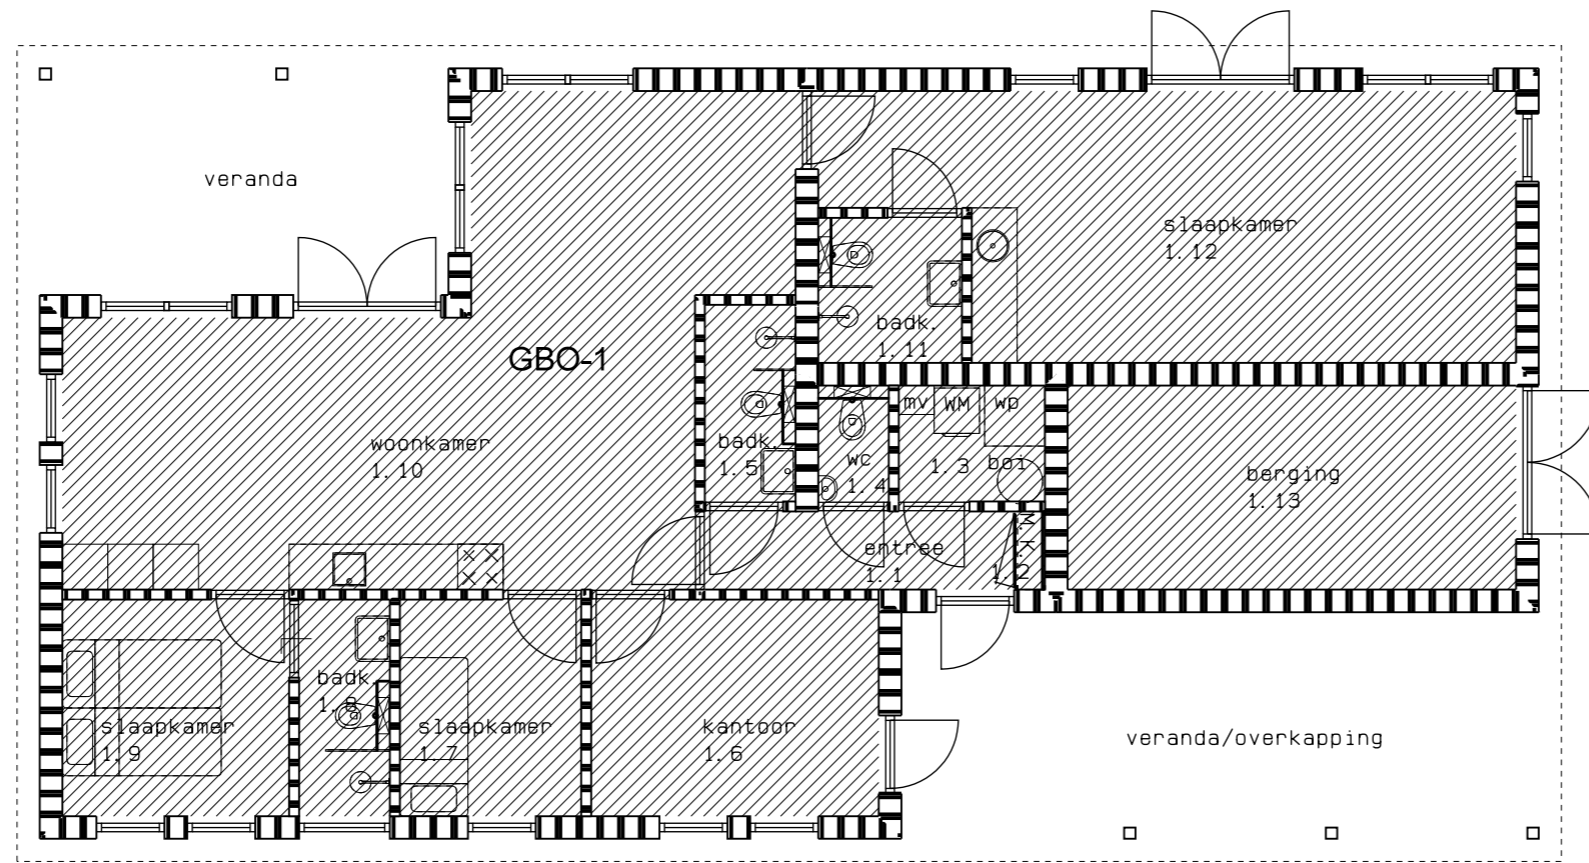 veranda
slaapkamer
1.12
badk.
1.11
GBO-1
mv
WM
wp
woonkamer
1.10
badk.
1.5
wc
1.4
1.3
boi
berging
1.13
M.K.
entree
1.1
1.2
badk.
1.8
slaapkamer
1.9
slaapkamer
1.7
kantoor
1.6
veranda/overkapping